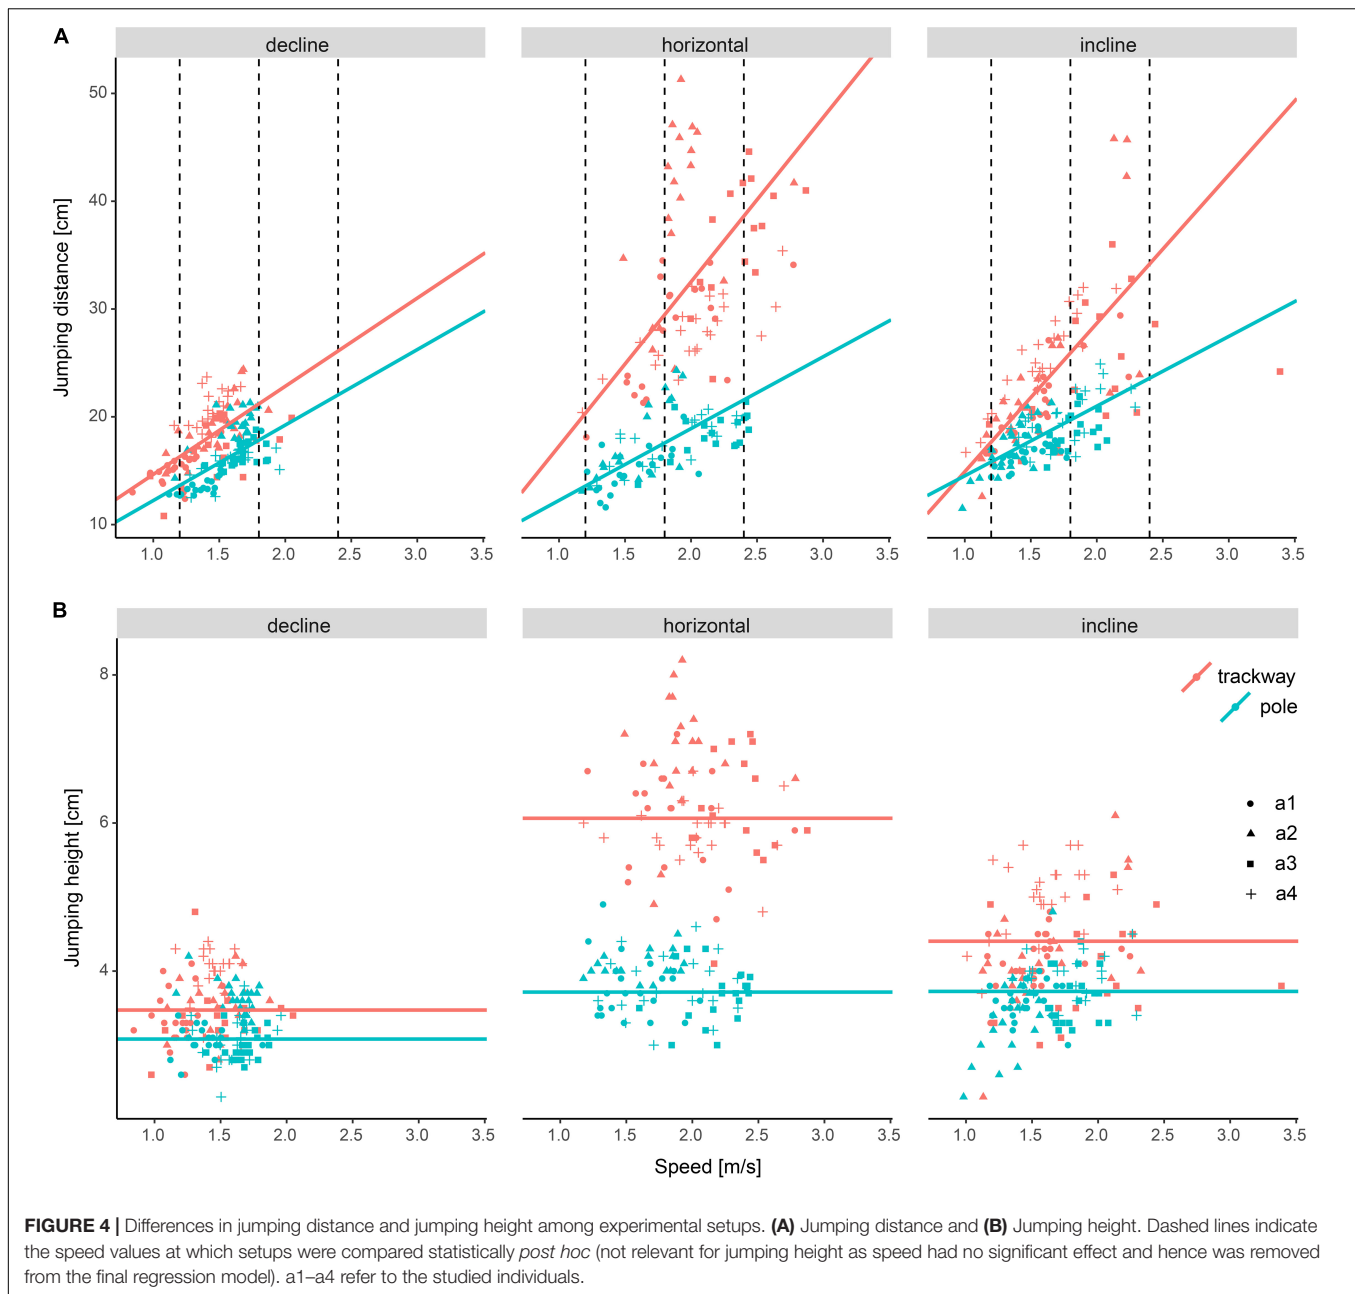 A
decline
horizontal
incline
Jumping distance [cm]
50
40
30
20
10
1.0 1.5 2.0 2.5 3.0 3.5
1.0 1.5 2.0 2.5 3.0 3.5
1.0 1.5 2.0 2.5 3.0 3.5
B
decline
horizontal
incline
Jumping height [cm]
8
6
4
trackway
pole
a1
a2
a3
a4
1.0 1.5 2.0 2.5 3.0 3.5
1.0 1.5 2.0 2.5 3.0 3.5
1.0 1.5 2.0 2.5 3.0 3.5
Speed [m/s]
FIGURE 4 | Differences in jumping distance and jumping height among experimental setups. (A) Jumping distance and (B) Jumping height. Dashed lines indicate
the speed values at which setups were compared statistically post hoc (not relevant for jumping height as speed had no significant effect and hence was removed
from the final regression model). a1–a4 refer to the studied individuals.